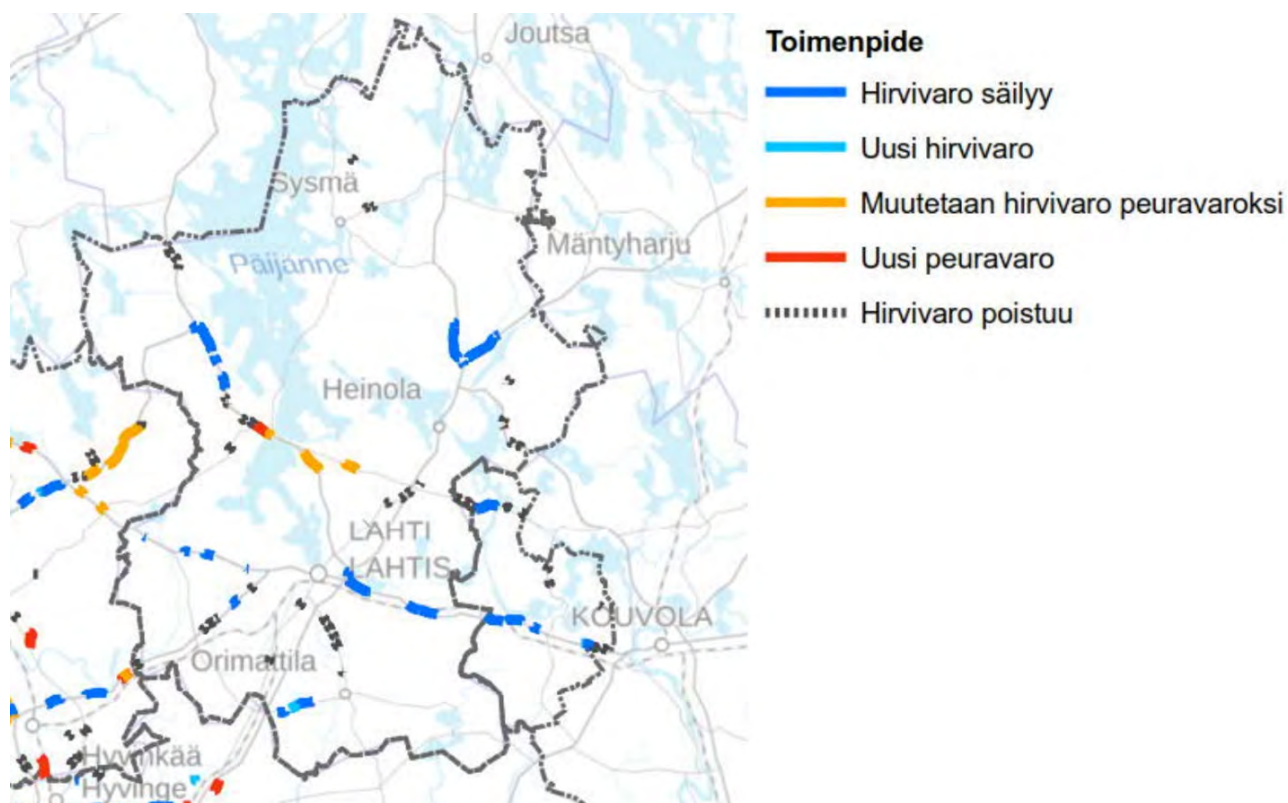 Joutsa
Sysmä
Mäntyharju
Päijänne
Heinola
LAHTI
LAHTIS
KOUVOLA
Orimattila
Hyvinkää
Hyvinge
Toimenpide
Hirvivaro säilyy
Uusi hirvivaro
Muutetaan hirvivaro peuravaroksi
Uusi peuravaro
Hirvivaro poistuu